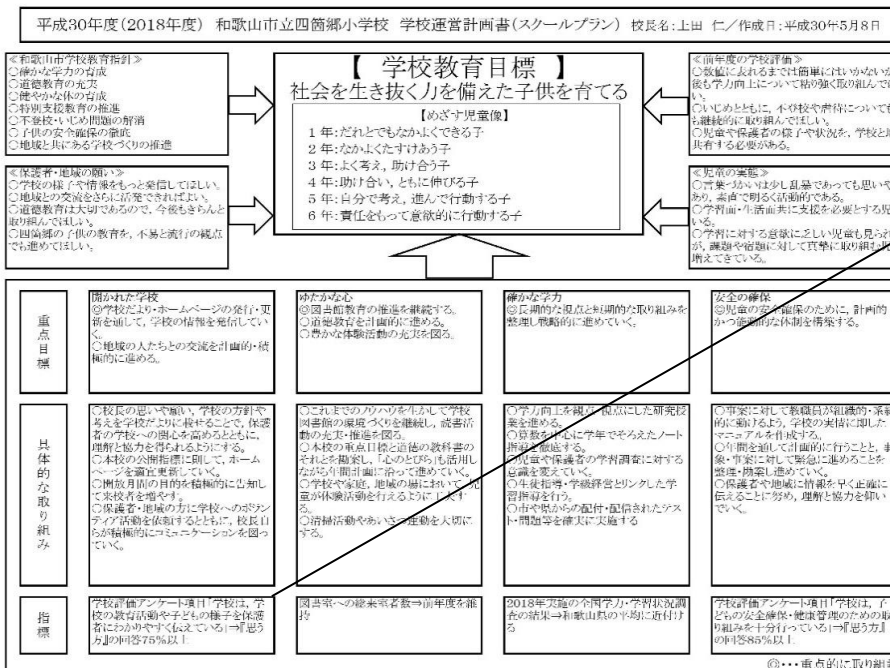 平成30年度(2018年度) 和歌山市立四箇郷小学校 学校運営計画書(スクールプラン) 校長名:上田 仁／作成日:平成30年5月8日
≪和歌山市学校教育指針≫
○確かな学力の育成
○道徳教育の充実
○健やかな体の育成
○特別支援教育の推進
○不登校・いじめ問題の解消
○子供の安全確保の徹底
○地域と共にある学校づくりの推進
≪保護者・地域の願い≫
○学校の様子や情報をもっと発信してほしい。
○地域との交流をさらに活発できればよい。
○道徳教育は大切であるので、今後もきちんと
取り組んでほしい。
○四箇郷の子供の教育を、不易と流行の観点
でも進めてほしい。
【 学校教育目標 】
社会を生き抜く力を備えた子供を育てる
【めざす児童像】
1年:だれとでもなかよくできる子
2年:なかよくたすけあう子
3年:よく考え,助け合う子
4年:助け合い,ともに伸びる子
5年:自分で考え,進んで行動する子
6年:責任をもって意欲的に行動する子
≪前年度の学校評価≫
○数値に表れるまでは簡単にはいかないが
後も学力向上について粘り強く取り組んでほ
い。
○いじめとともに、不登校や虐待についても
も継続的に取り組んでほしい。
○児童や保護者の様子や状況を、学校と地
共有する必要がある。
≪児童の実態≫
○言葉づかいは少し乱暴であっても思いや
あり、素直で明るく活動的である。
○学習面・生活面共に支援を必要とする児
いる。
○学習に対する意欲に乏しい児童も見られ
が、課題や宿題に対して真摯に取り組む
増えてきている。
重点目標
開かれた学校
◎学校だより・ホームページの発行・更
新を通して、学校の情報を発信してい
く。
○地域の人たちとの交流を計画的・積
極的に進める。
ゆたかな心
◎図書館教育の推進を継続する。
○道徳教育を計画的に進める。
○豊かな体験活動の充実を図る。
確かな学力
◎長期的な視点と短期的な取り組みを
整理し戦略的に進めていく。
安全の確保
◎児童の安全確保のために、計画的
かつ能動的な体制を構築する。
具体的な取り組み
○校長の思いや願い、学校の方針や
考えを学校だよりに載せることで、保護
者の学校への関心を高めるとともに、
理解と協力を得られるようにする。
○本校の公開指標に則して、ホーム
ページを適宜更新していく。
○開放月間の目的を積極的に告知し
て来校者を増やす。
○保護者・地域の方に学校へのボラン
ティア活動を依頼するとともに、校長自
らが積極的にコミュニケーションを図っ
ていく。
○これまでのノウハウを生かして学校
図書館の環境づくりを継続し、読書活
動の充実・推進を図る。
○本校の重点目標と道徳の教科書の
それとを勘案し、「心のとびら」も活用し
ながら年間計画に沿って進めていく。
○学校や家庭、地域の場において、児
童が体験活動を行えるように工夫す
る。
○清掃活動やあいさつ運動を大切に
する。
○学力向上を観点・視点にした研究授
業を進める。
○算数を中心に学年でそろえたノート
指導を徹底する。
○児童や保護者の学習調査に対する
意識を変えていく。
○生徒指導・学級経営とリンクした学
習指導を行う。
○市や県からの配付・配信されたテス
ト・問題等を確実に実施する
○事案に対して教職員が組織的・系統
的に動けるよう、学校の実情に即した
マニュアルを作成する。
○年間を通して計画的に行うことと、事
象・事案に対して緊急に進めることを
整理・勘案し進めていく。
○保護者や地域に情報を早く正確に
伝えることに努め、理解と協力を仰い
でいく。
指標
学校評価アンケート項目「学校は、学
校の教育活動や子どもの様子を保護
者にわかりやすく伝えている」⇒『思う
方』の回答75%以上
図書室への総来室者数⇒前年度を維
持
2018年実施の全国学力・学習状況調
査の結果⇒和歌山県の平均に近付け
る
学校評価アンケート項目「学校は、子
どもの安全確保・健康管理のための取
り組みを十分行っている」⇒『思う方』
の回答85%以上
◎・・・重点的に取り組